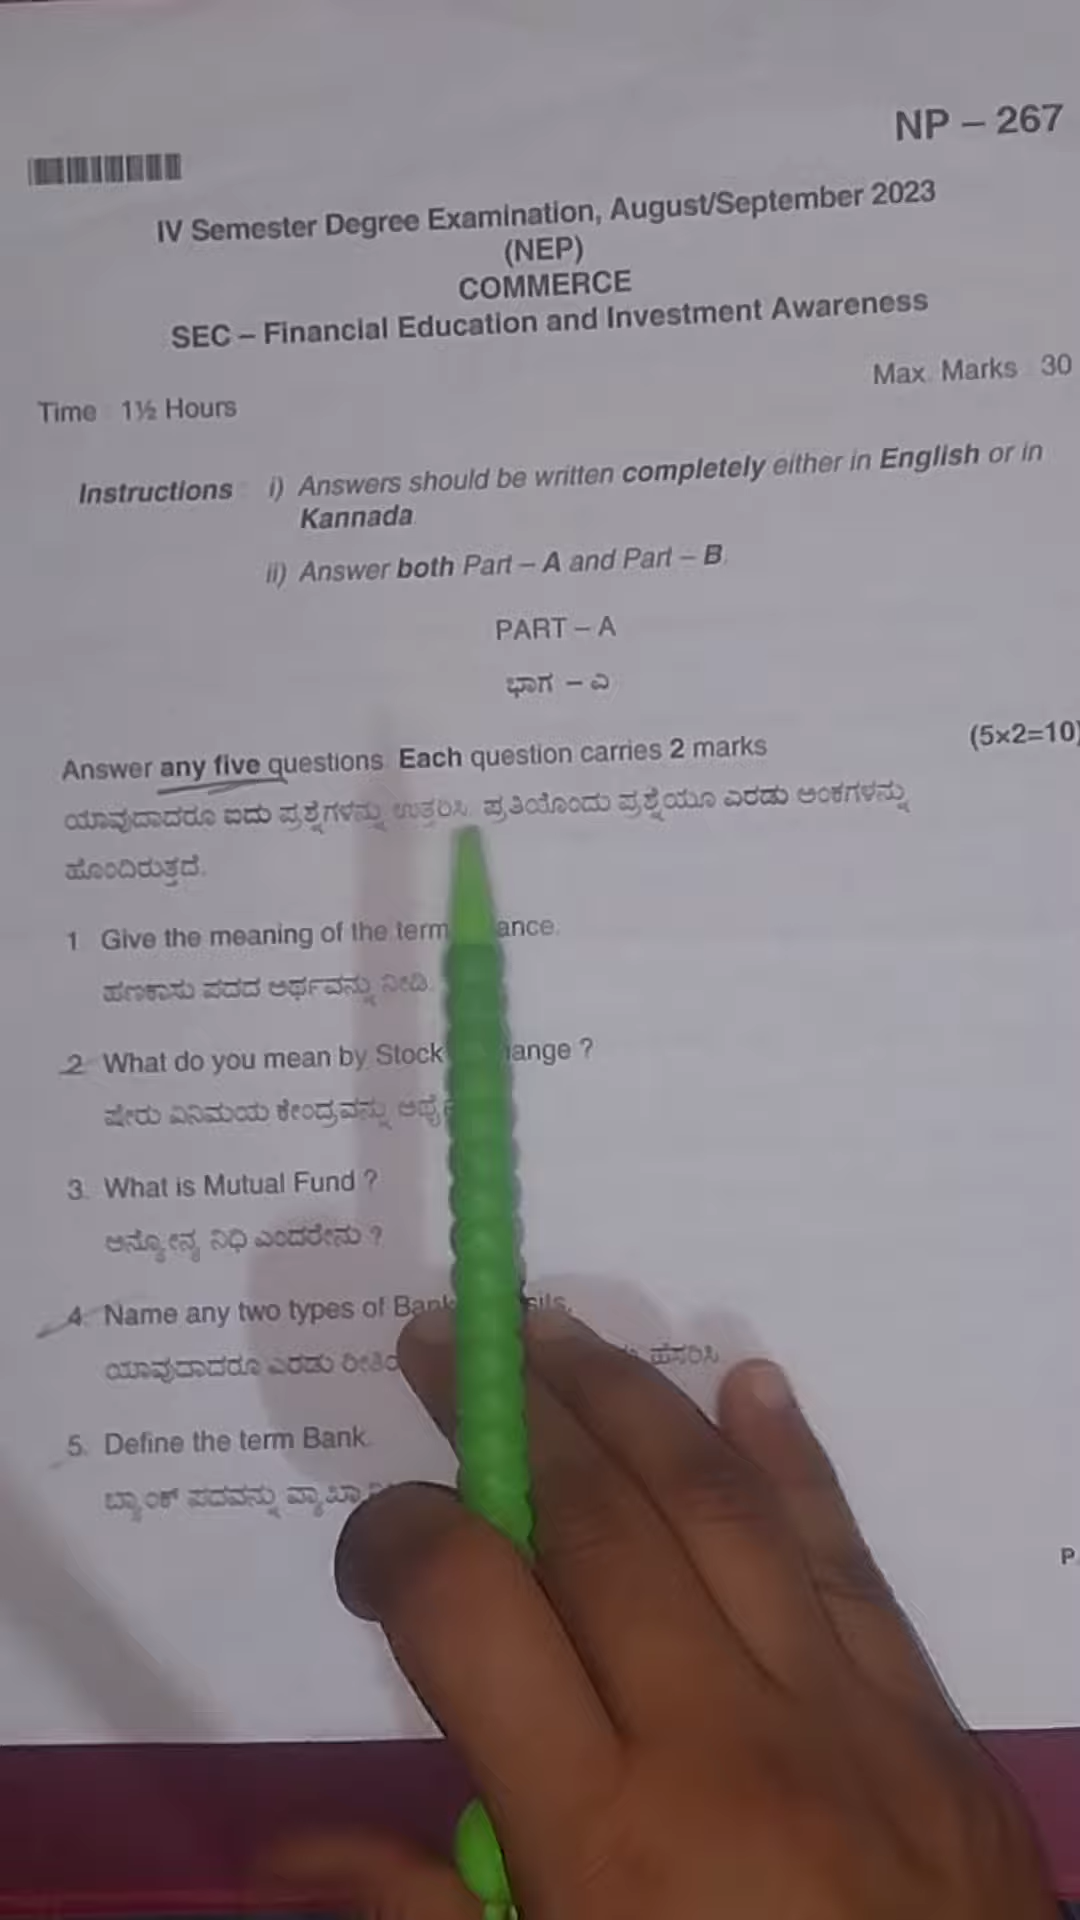 NP – 267
IV Semester Degree Examination, August/September 2023
(NEP)
COMMERCE
SEC – Financial Education and Investment Awareness
Max. Marks : 30
Time : 1½ Hours
Instructions : i) Answers should be written completely either in English or in
Kannada.
ii) Answer both Part – A and Part – B.
PART – A
ಭಾಗ – ಎ
Answer any five questions. Each question carries 2 marks (5×2=10)
ಯಾವುದಾದರೂ ಐದು ಪ್ರಶ್ನೆಗಳನ್ನು ಉತ್ತರಿಸಿ. ಪ್ರತಿಯೊಂದು ಪ್ರಶ್ನೆಯೂ ಎರಡು ಅಂಕಗಳನ್ನು
ಹೊಂದಿರುತ್ತದೆ.
1. Give the meaning of the term
ಹಣಕಾಸು ಪದದ ಅರ್ಥವನ್ನು ನೀಡಿ.
2. What do you mean by Stock ?
ಷೇರು ವಿನಿಮಯ ಕೇಂದ್ರವನ್ನು
3. What is Mutual Fund ?
ಅನ್ಯೋನ್ಯ ನಿಧಿ ಎಂದರೇನು ?
4. Name any two types of Bank
ಯಾವುದಾದರೂ ಎರಡು ಹೆಸರಿಸಿ.
5. Define the term Bank.
ಬ್ಯಾಂಕ್ ಪದವನ್ನು
P.